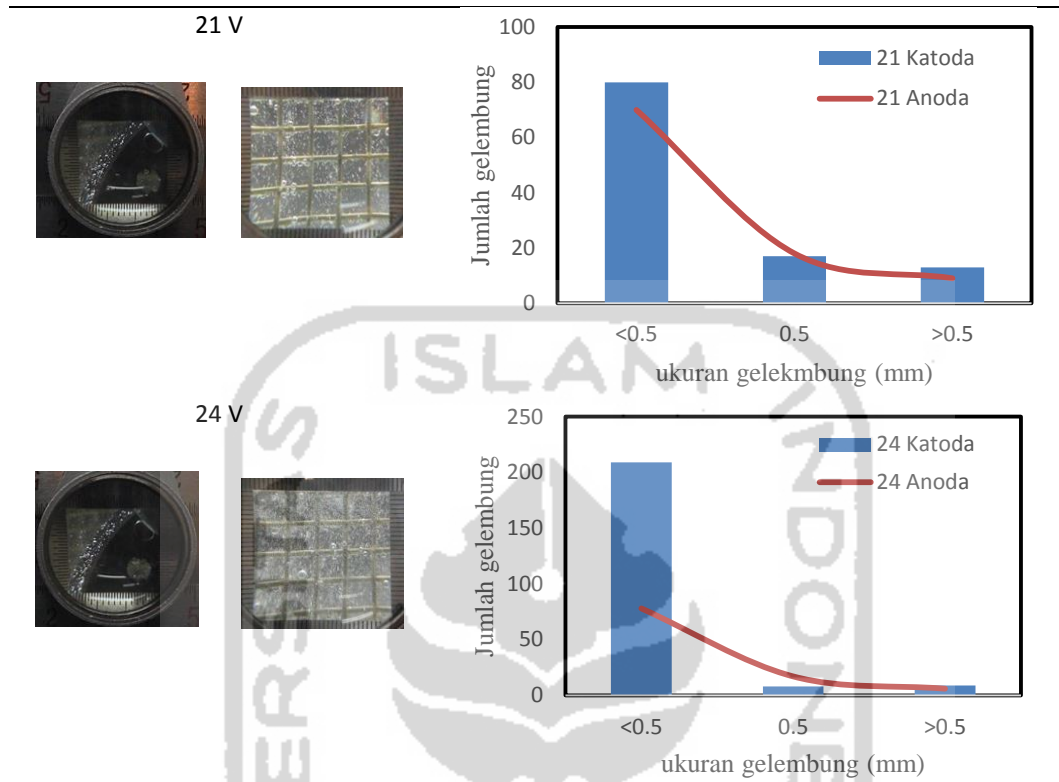 21 V
100
80
60
40
20
0
Jumlah gelembung
21 Katoda
21 Anoda
<0.5 0.5 >0.5
ukuran gelekmbung (mm)
24 V
250
200
150
100
50
0
Jumlah gelembung
24 Katoda
24 Anoda
<0.5 0.5 >0.5
ukuran gelembung (mm)
ISLAM
ERSITAS
INDONE